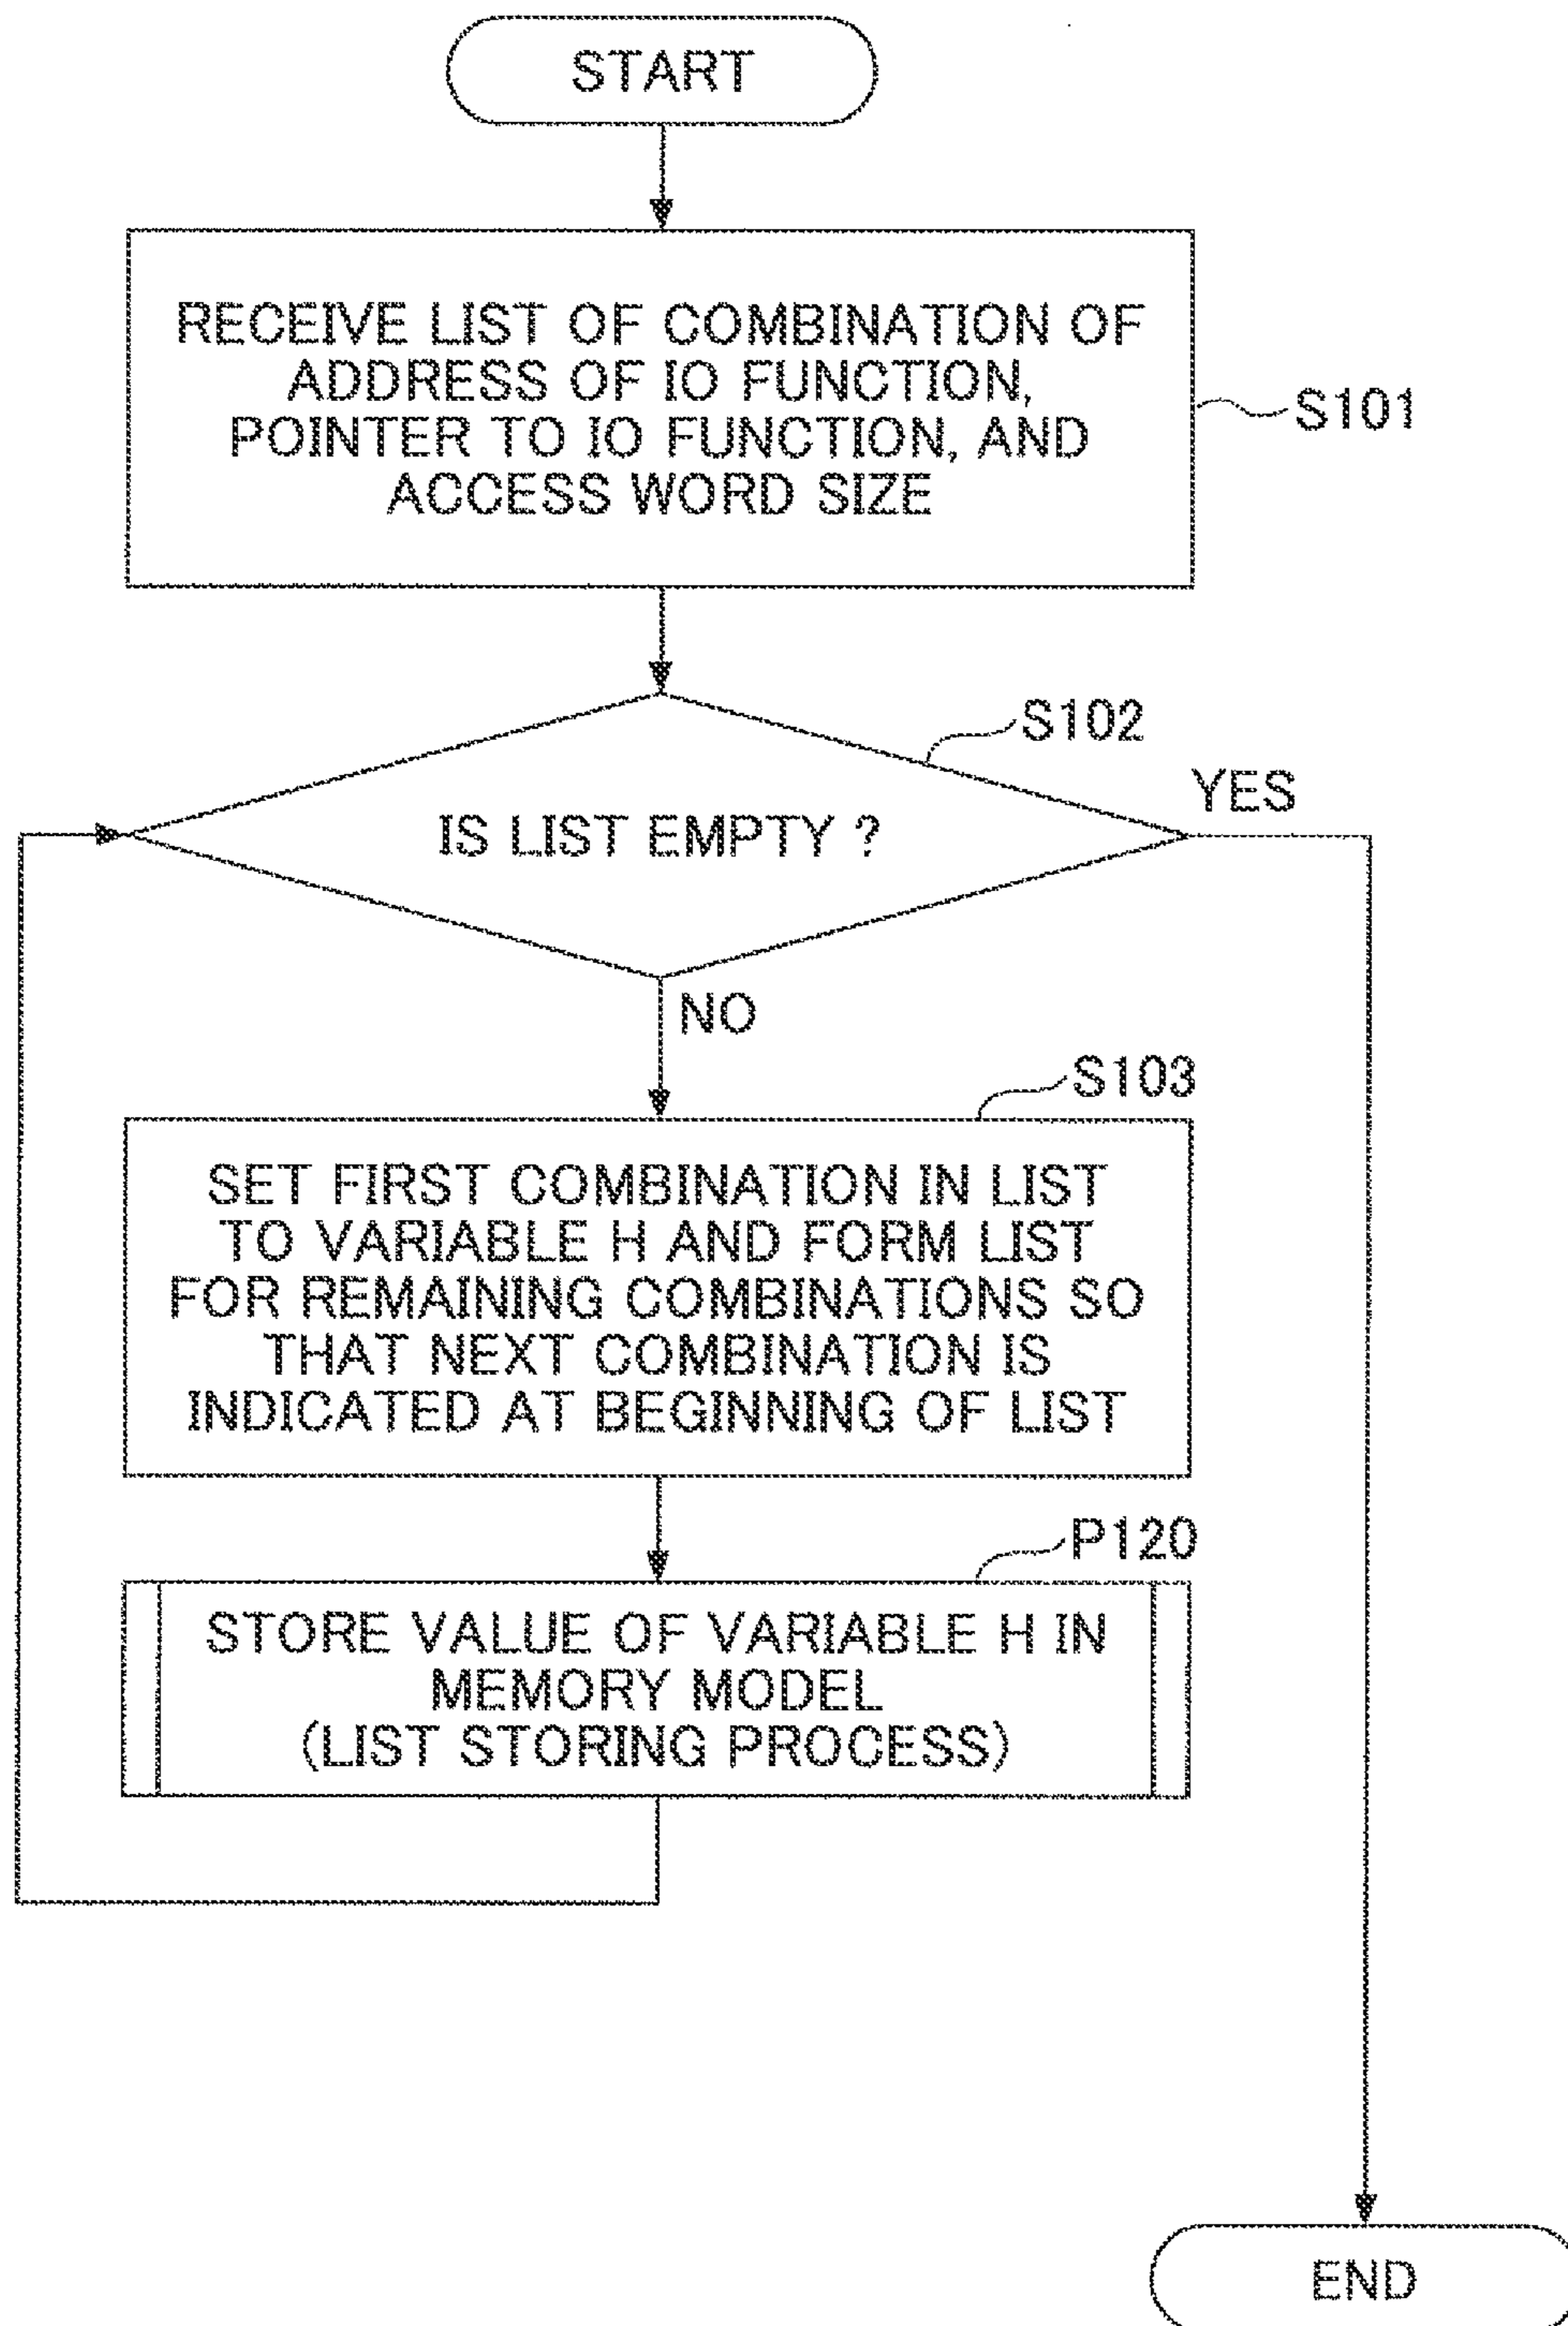 START
RECEIVE LIST OF COMBINATION OF
ADDRESS OF IO FUNCTION,
POINTER TO IO FUNCTION, AND
ACCESS WORD SIZE
S101
S102
YES
IS LIST EMPTY ?
NO
S103
SET FIRST COMBINATION IN LIST
TO VARIABLE H AND FORM LIST
FOR REMAINING COMBINATIONS SO
THAT NEXT COMBINATION IS
INDICATED AT BEGINNING OF LIST
P120
STORE VALUE OF VARIABLE H IN
MEMORY MODEL
(LIST STORING PROCESS)
END